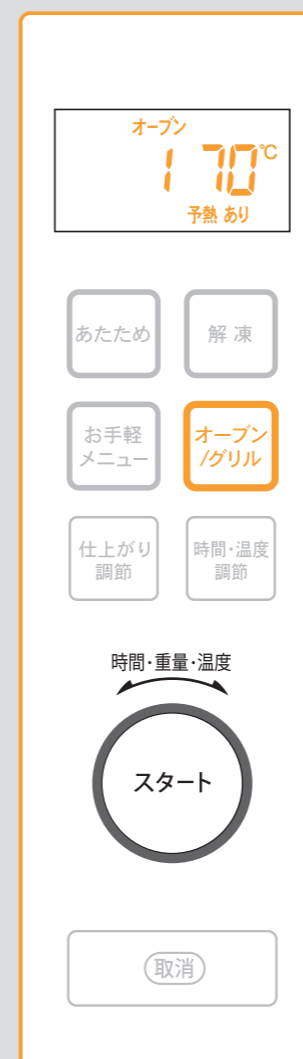 オーブン
170℃
予熱 あり
あたため
解 凍
お手軽
メニュー
オーブン
/グリル
仕上がり
調節
時間・温度
調節
時間・重量・温度
スタート
取消